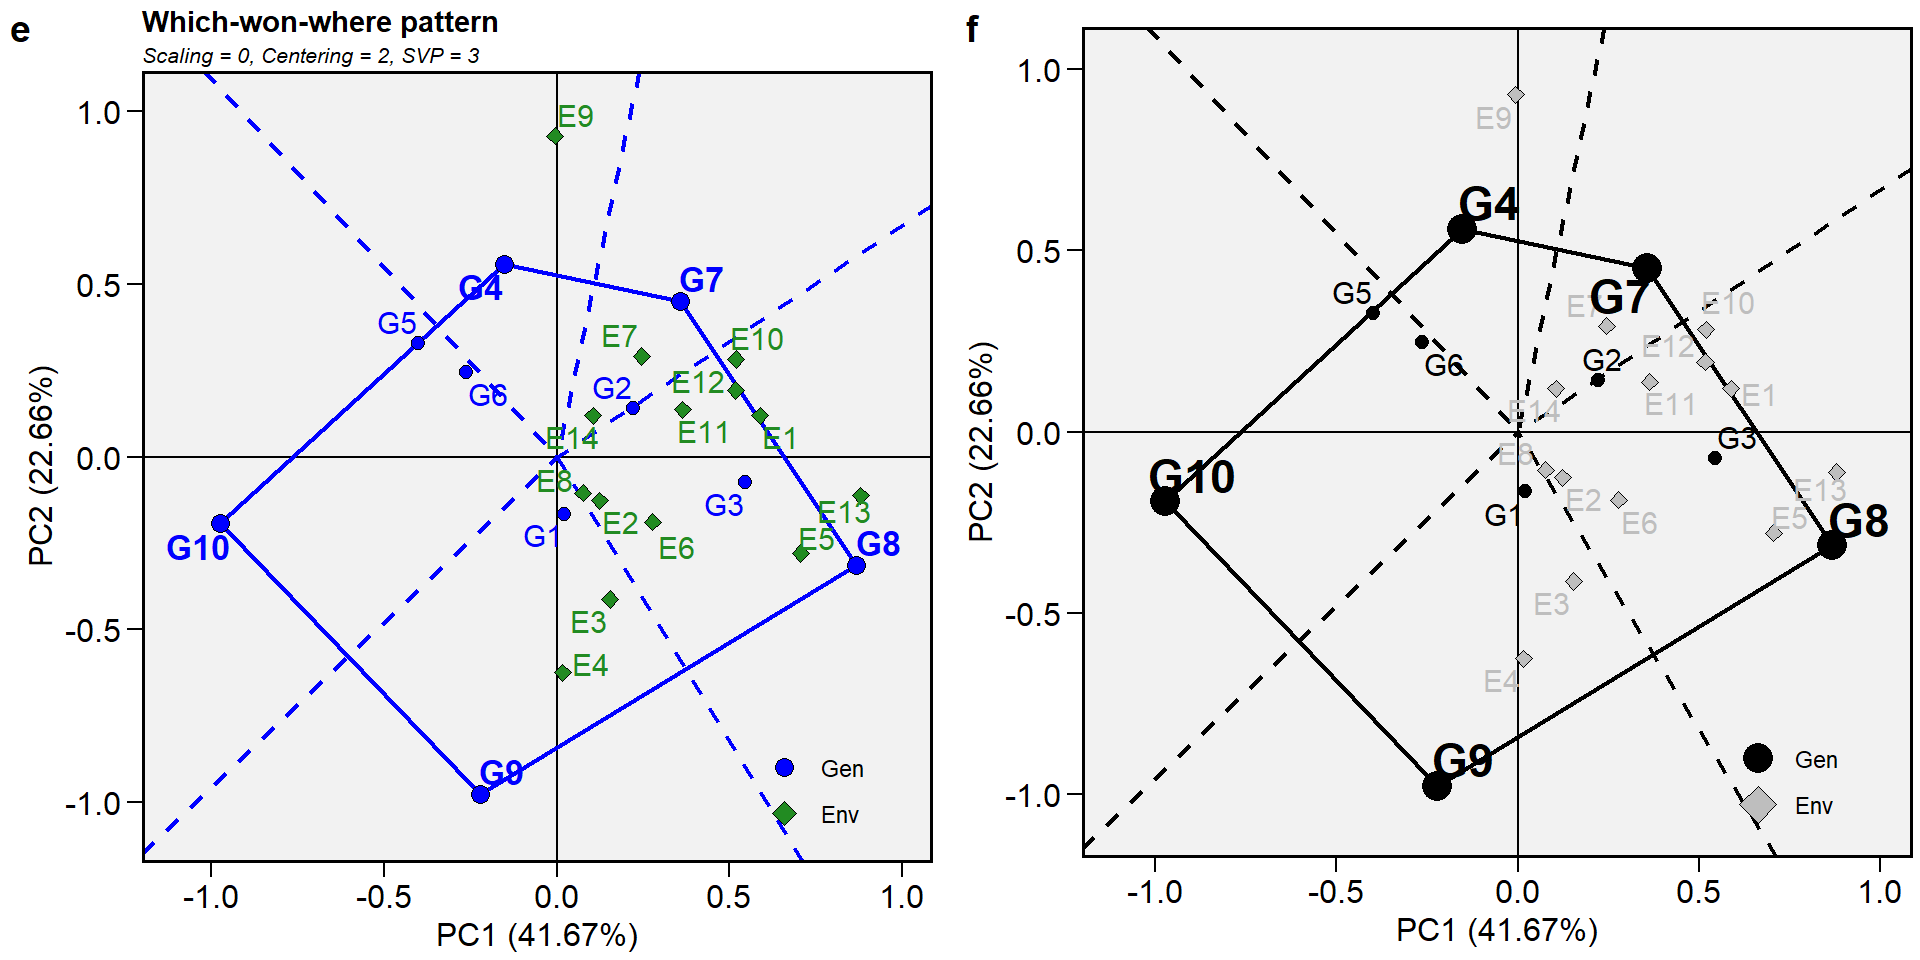 e
Which-won-where pattern
Scaling = 0, Centering = 2, SVP = 3
1.0
0.5
0.0
-0.5
-1.0
PC2 (22.66%)
E9
G4
G7
G5
E7
E10
G6
G2
E12
E14
E11
E1
E8
G3
E13
G1
E2
E5
G8
G10
E6
E3
E4
G9
Gen
Env
-1.0
-0.5
0.0
0.5
1.0
PC1 (41.67%)
f
1.0
0.5
0.0
-0.5
-1.0
PC2 (22.66%)
E9
G4
G5
E7
G7
E10
G6
G2
E12
E14
E11
E1
E8
G3
G10
E13
G1
E2
E6
E5
G8
E3
E4
G9
Gen
Env
-1.0
-0.5
0.0
0.5
1.0
PC1 (41.67%)